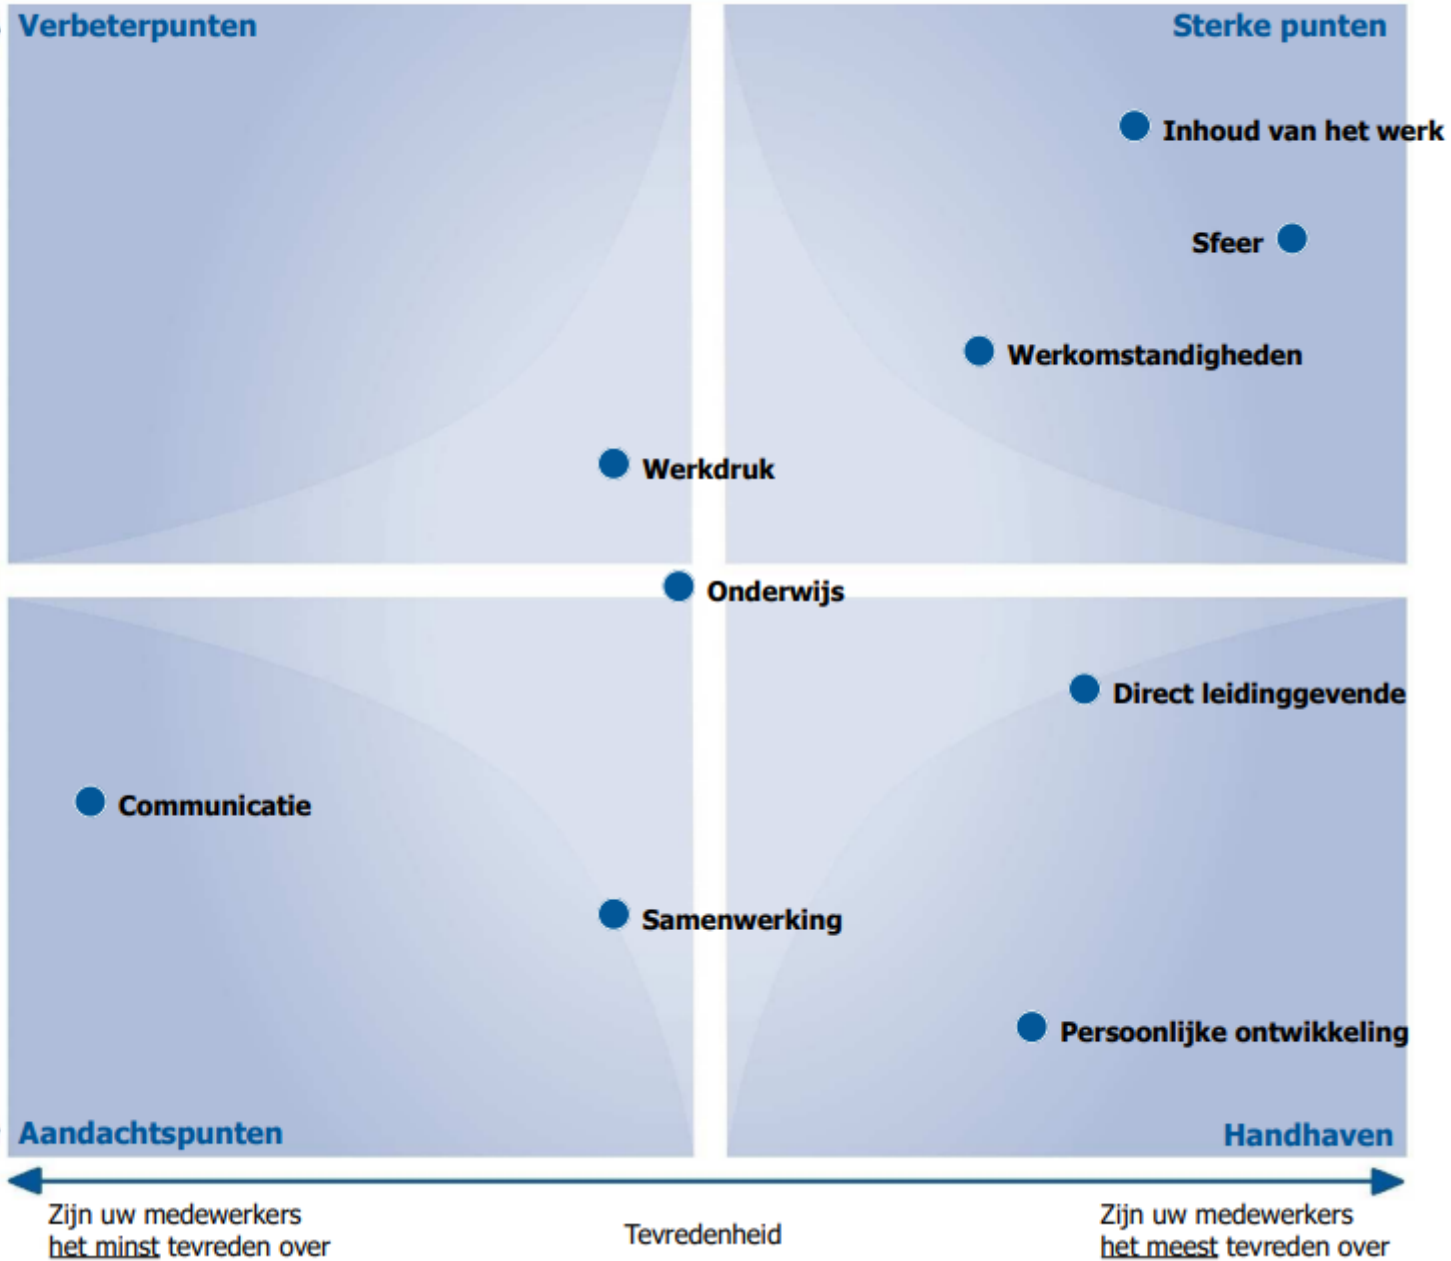 Verbeterpunten
Sterke punten
Inhoud van het werk
Sfeer
Werkomstandigheden
Werkdruk
Onderwijs
Direct leidinggevende
Communicatie
Samenwerking
Persoonlijke ontwikkeling
Aandachtspunten
Handhaven
Zijn uw medewerkers
het minst tevreden over
Tevredenheid
Zijn uw medewerkers
het meest tevreden over